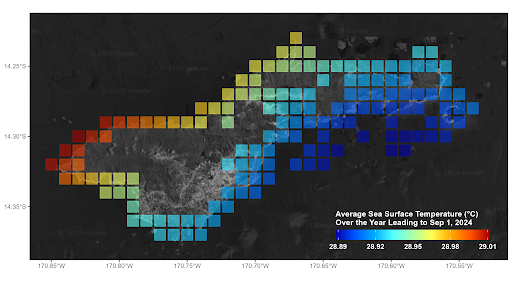 14.25°S
14.30°S
14.35°S
Average Sea Surface Temperature (°C)
Over the Year Leading to Sep 1, 2024
28.89 28.92 28.96 28.98 29.01
170.85°W 170.80°W 170.75°W 170.70°W 170.65°W 170.60°W 170.55°W